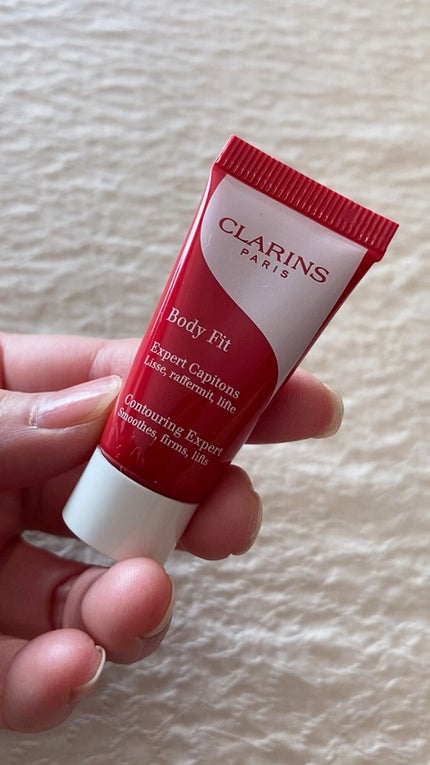 CLARINS
PARIS
Body Fit
Expert Capitons
Lisse, raffermit, lifte
Contouring Expert
Smoothes, firms, lifts